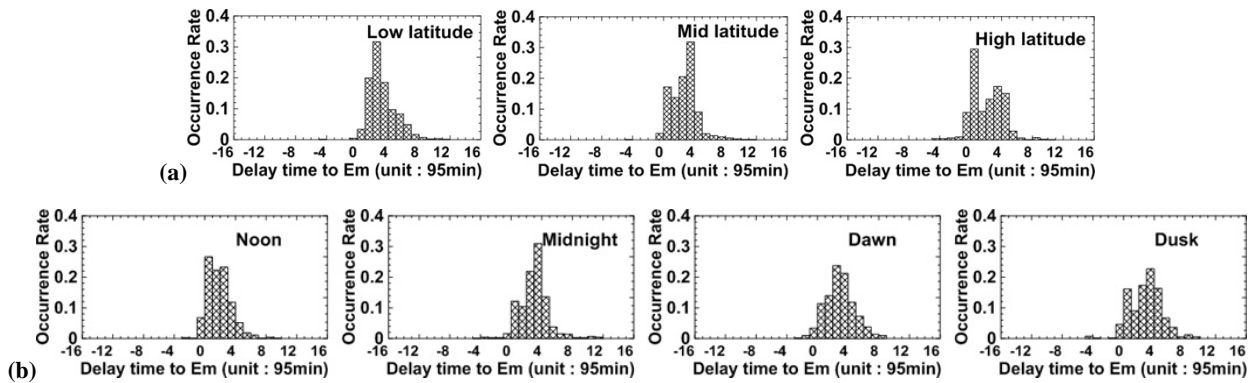 0.4
0.3
0.2
0.1
0
Occurrence Rate
Low latitude
-16 -12 -8 -4 0 4 8 12 16
Delay time to Em (unit : 95min)
0.4
0.3
0.2
0.1
0
Occurrence Rate
Mid latitude
-16 -12 -8 -4 0 4 8 12 16
Delay time to Em (unit : 95min)
0.4
0.3
0.2
0.1
0
Occurrence Rate
High latitude
-16 -12 -8 -4 0 4 8 12 16
Delay time to Em (unit : 95min)
(a)
0.4
0.3
0.2
0.1
0
Occurrence Rate
Noon
-16 -12 -8 -4 0 4 8 12 16
Delay time to Em (unit : 95min)
0.4
0.3
0.2
0.1
0
Occurrence Rate
Midnight
-16 -12 -8 -4 0 4 8 12 16
Delay time to Em (unit : 95min)
0.4
0.3
0.2
0.1
0
Occurrence Rate
Dawn
-16 -12 -8 -4 0 4 8 12 16
Delay time to Em (unit : 95min)
0.4
0.3
0.2
0.1
0
Occurrence Rate
Dusk
-16 -12 -8 -4 0 4 8 12 16
Delay time to Em (unit : 95min)
(b)